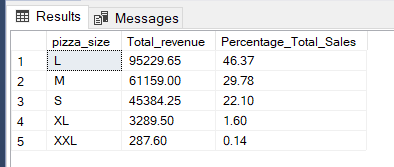 Results Messages
pizza_size Total_revenue Percentage_Total_Sales
1 L 95229.65 46.37
2 M 61159.00 29.78
3 S 45384.25 22.10
4 XL 3289.50 1.60
5 XXL 287.60 0.14